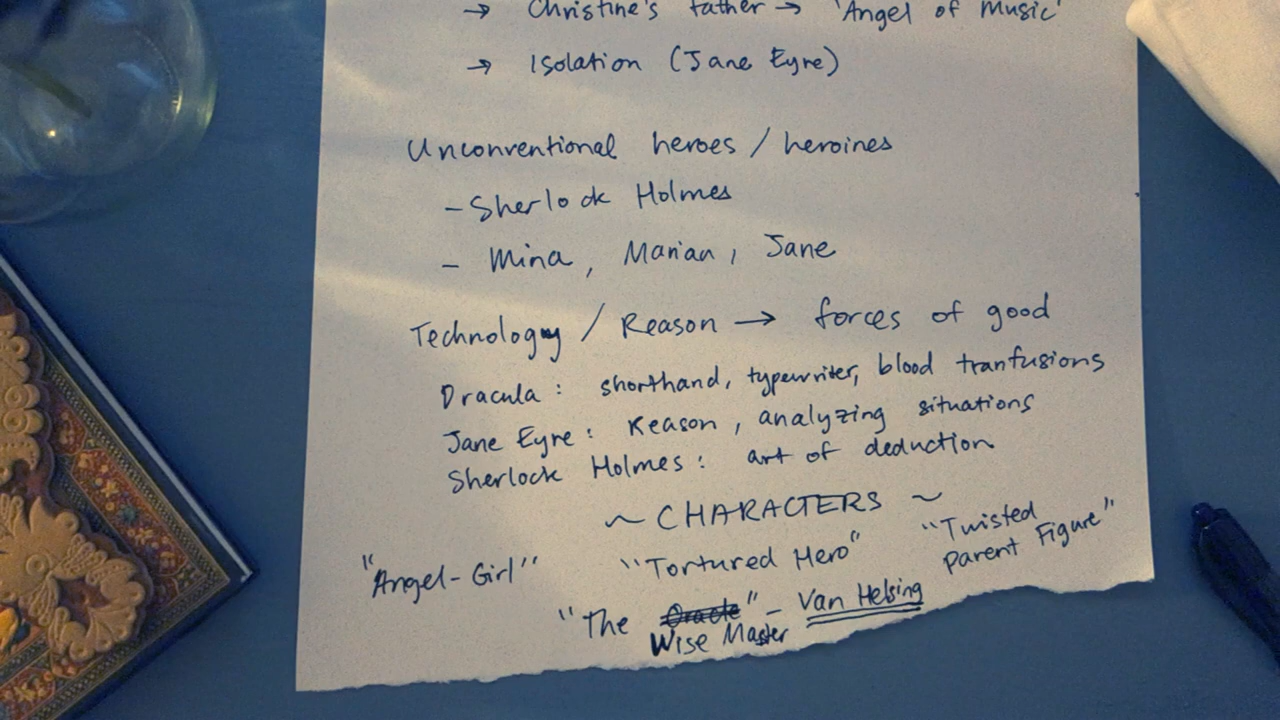 → Christine's father → 'Angel of Music'
→ Isolation (Jane Eyre)
Unconventional heroes / heroines
- Sherlock Holmes
- Mina, Marian, Jane
Technology / Reason → forces of good
Dracula: shorthand, typewriter, blood tranfusions
Jane Eyre: Reason, analyzing situations
Sherlock Holmes: art of deduction
~ CHARACTERS ~
"Angel-Girl" "Tortured Hero" "Twisted Parent Figure"
"The Oracle" - Van Helsing
Wise Master